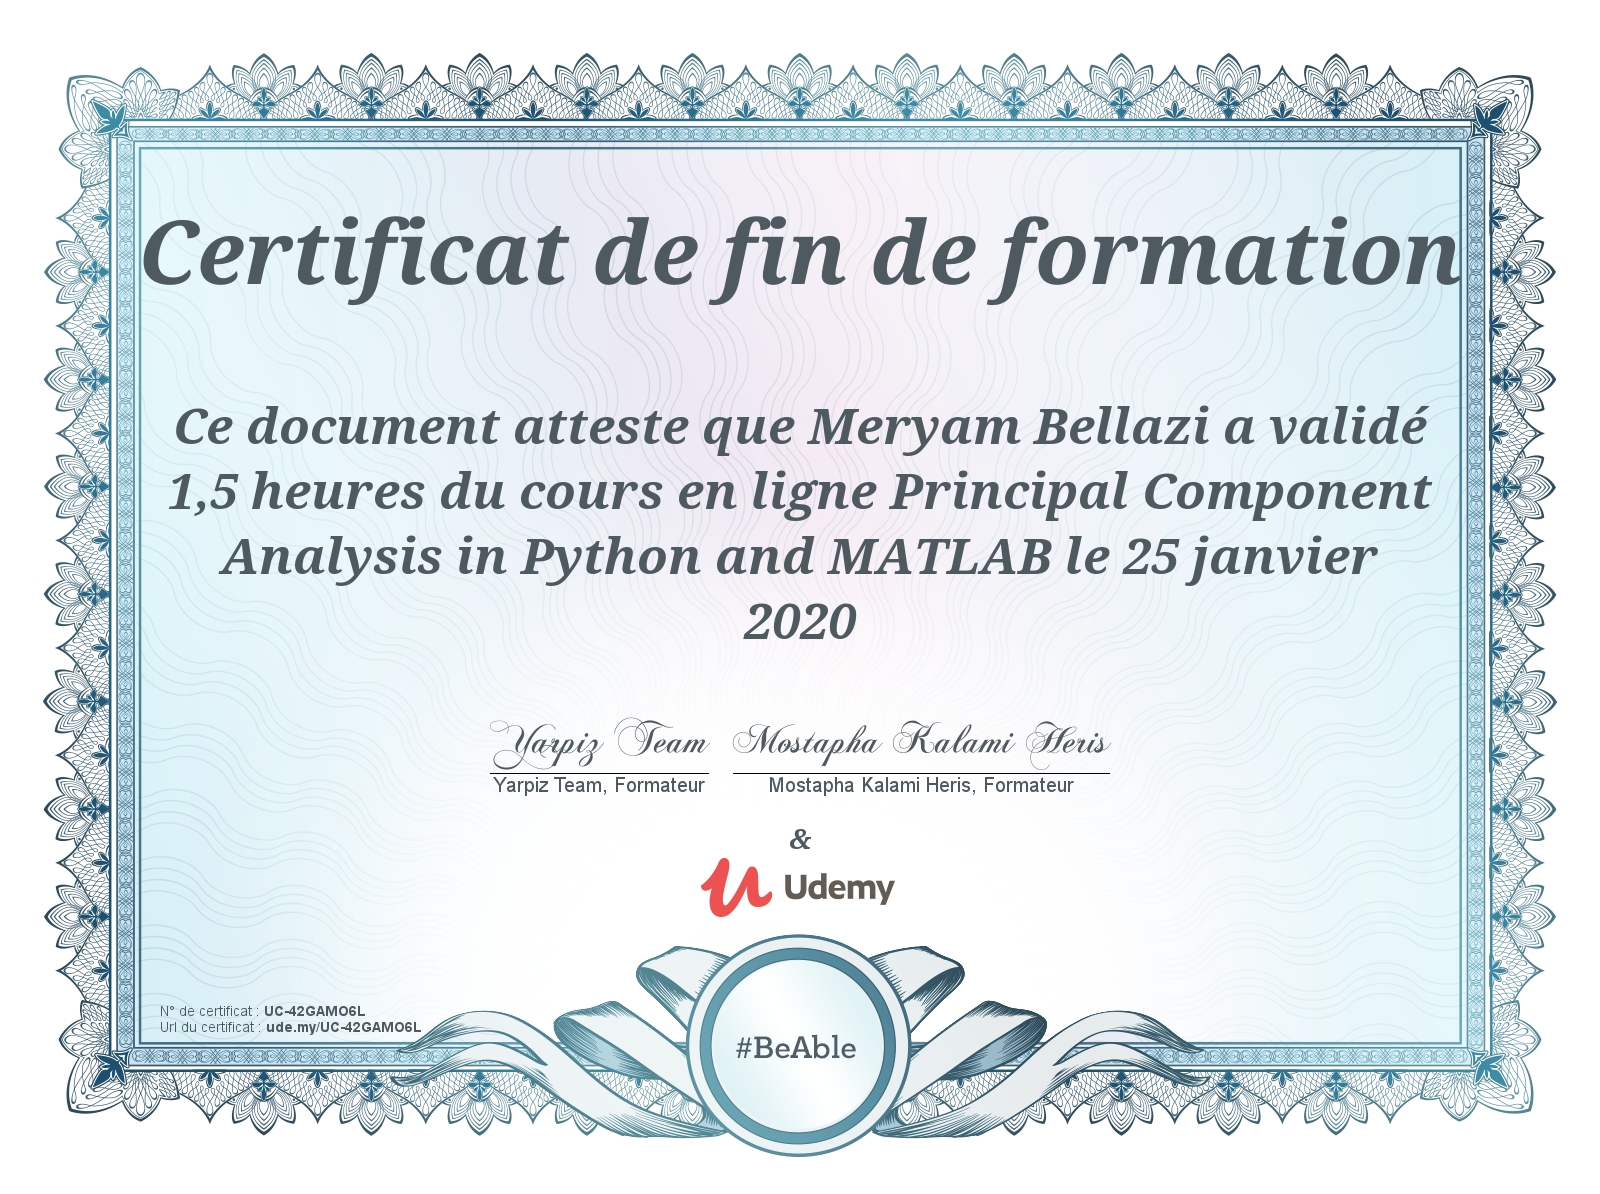 Certificat de fin de formation
Ce document atteste que Meryam Bellazi a validé
1,5 heures du cours en ligne Principal Component
Analysis in Python and MATLAB le 25 janvier
2020
Yarpiz Team Mostapha Kalami Heris
Yarpiz Team, Formateur Mostapha Kalami Heris, Formateur
&
Udemy
N° de certificat : UC-42GAMO6L
Url du certificat : ude.my/UC-42GAMO6L
#BeAble